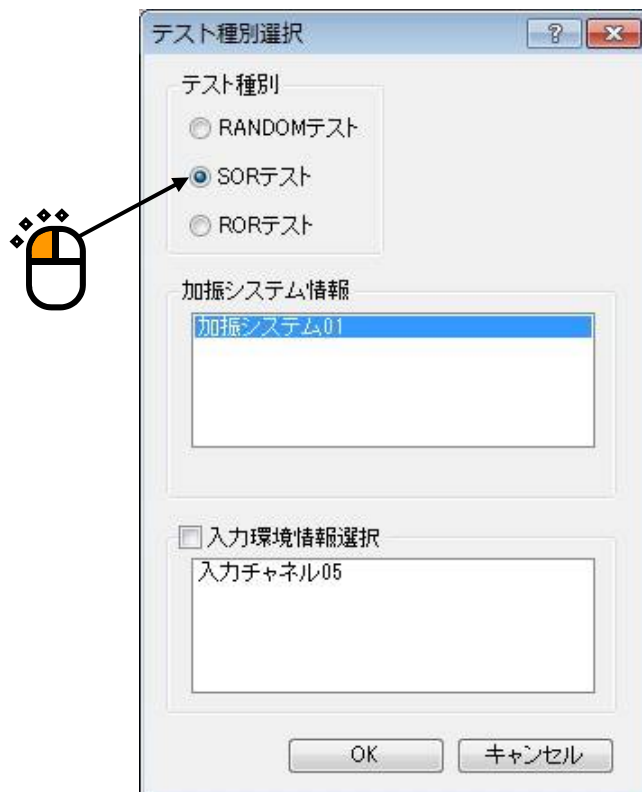 テスト種別選択
テスト種別
RANDOMテスト
SORテスト
RORテスト
加振システム情報
加振システム01
入力環境情報選択
入力チャネル05
OK
キャンセル